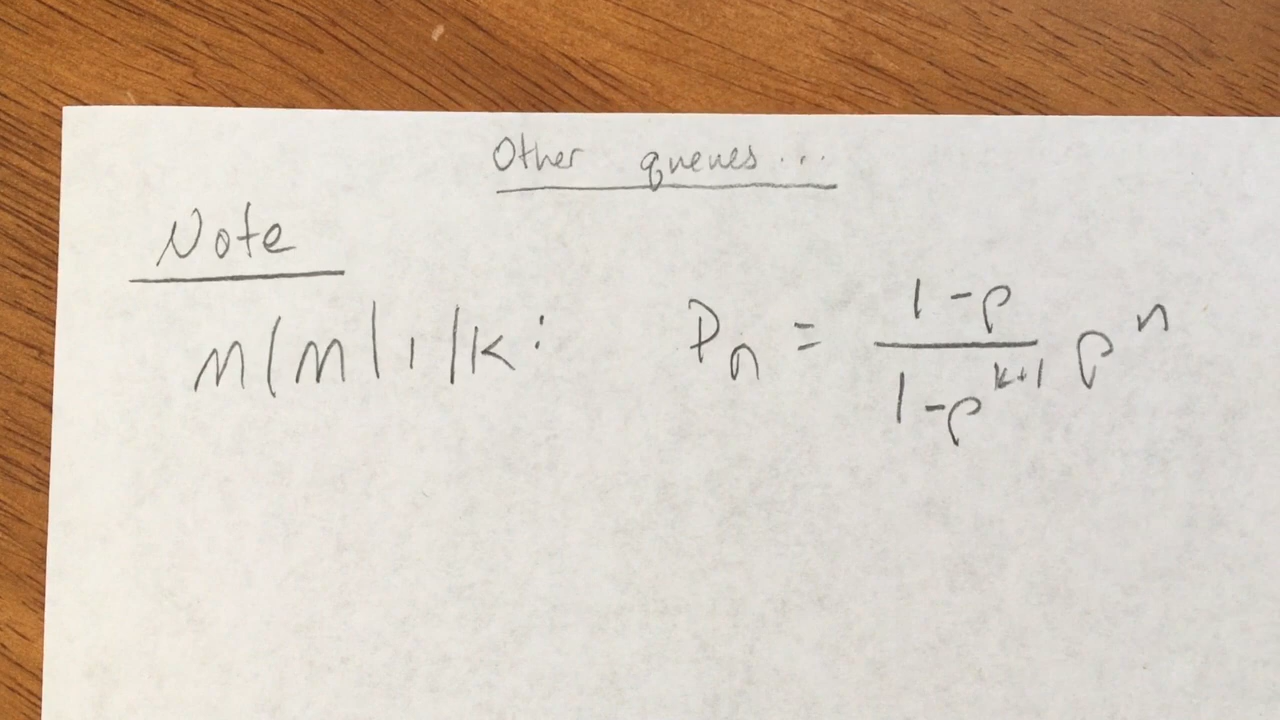 Other queues...
Note
M/M/1/K: Pn = (1-ρ)/(1-ρ^(K+1)) ρ^n